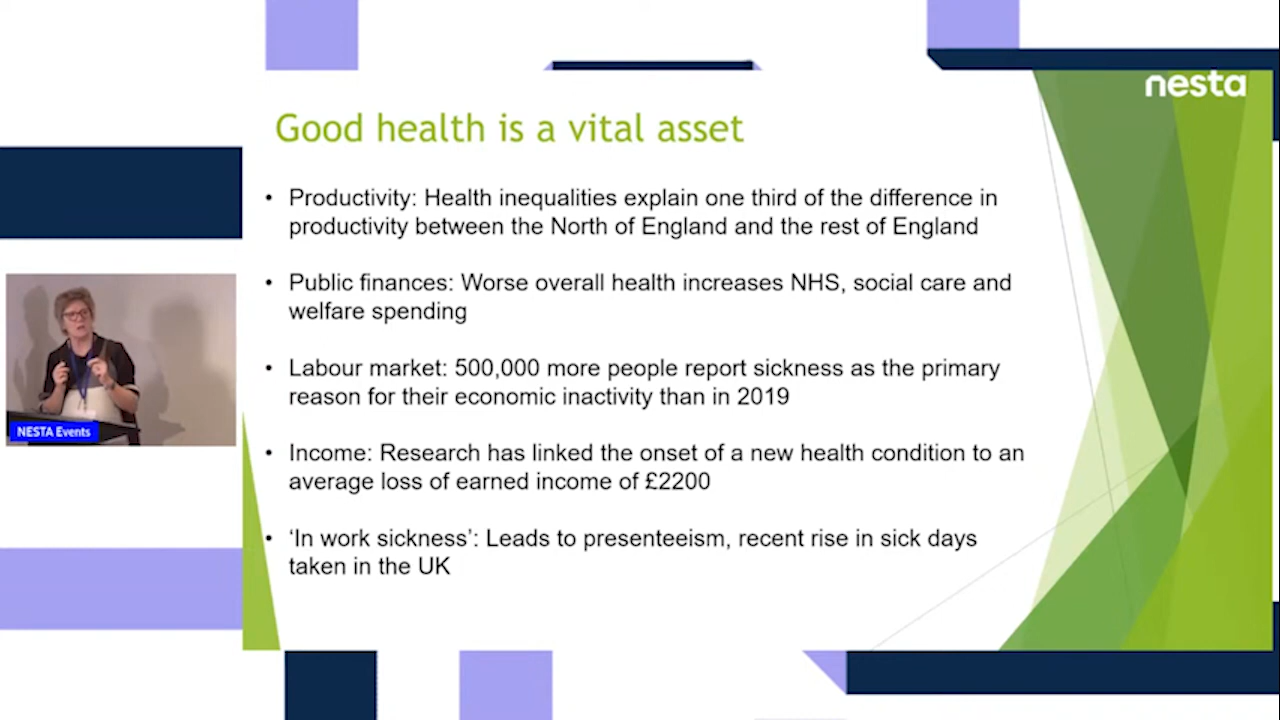 nesta
Good health is a vital asset
• Productivity: Health inequalities explain one third of the difference in
productivity between the North of England and the rest of England
• Public finances: Worse overall health increases NHS, social care and
welfare spending
• Labour market: 500,000 more people report sickness as the primary
reason for their economic inactivity than in 2019
• Income: Research has linked the onset of a new health condition to an
average loss of earned income of £2200
• ‘In work sickness’: Leads to presenteeism, recent rise in sick days
taken in the UK
NESTA Events